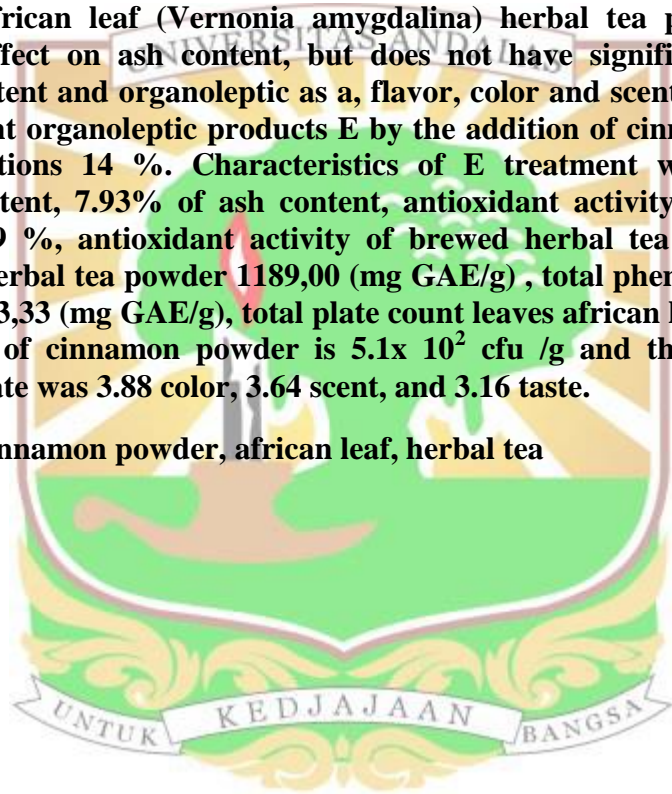 frican leaf (Vernonia amygdalina) herbal tea p
UNIVERSITAS ANDALAS
ffect on ash content, but does not have signifi
tent and organoleptic as a, flavor, color and scent
nt organoleptic products E by the addition of cinn
tions 14 %. Characteristics of E treatment w
tent, 7.93% of ash content, antioxidant activity
9 %, antioxidant activity of brewed herbal tea
erbal tea powder 1189,00 (mg GAE/g) , total phen
3,33 (mg GAE/g), total plate count leaves african
of cinnamon powder is 5.1x 10² cfu /g and th
ate was 3.88 color, 3.64 scent, and 3.16 taste.
nnamon powder, african leaf, herbal tea
UNTUK KEDJAJAAN BANGSA